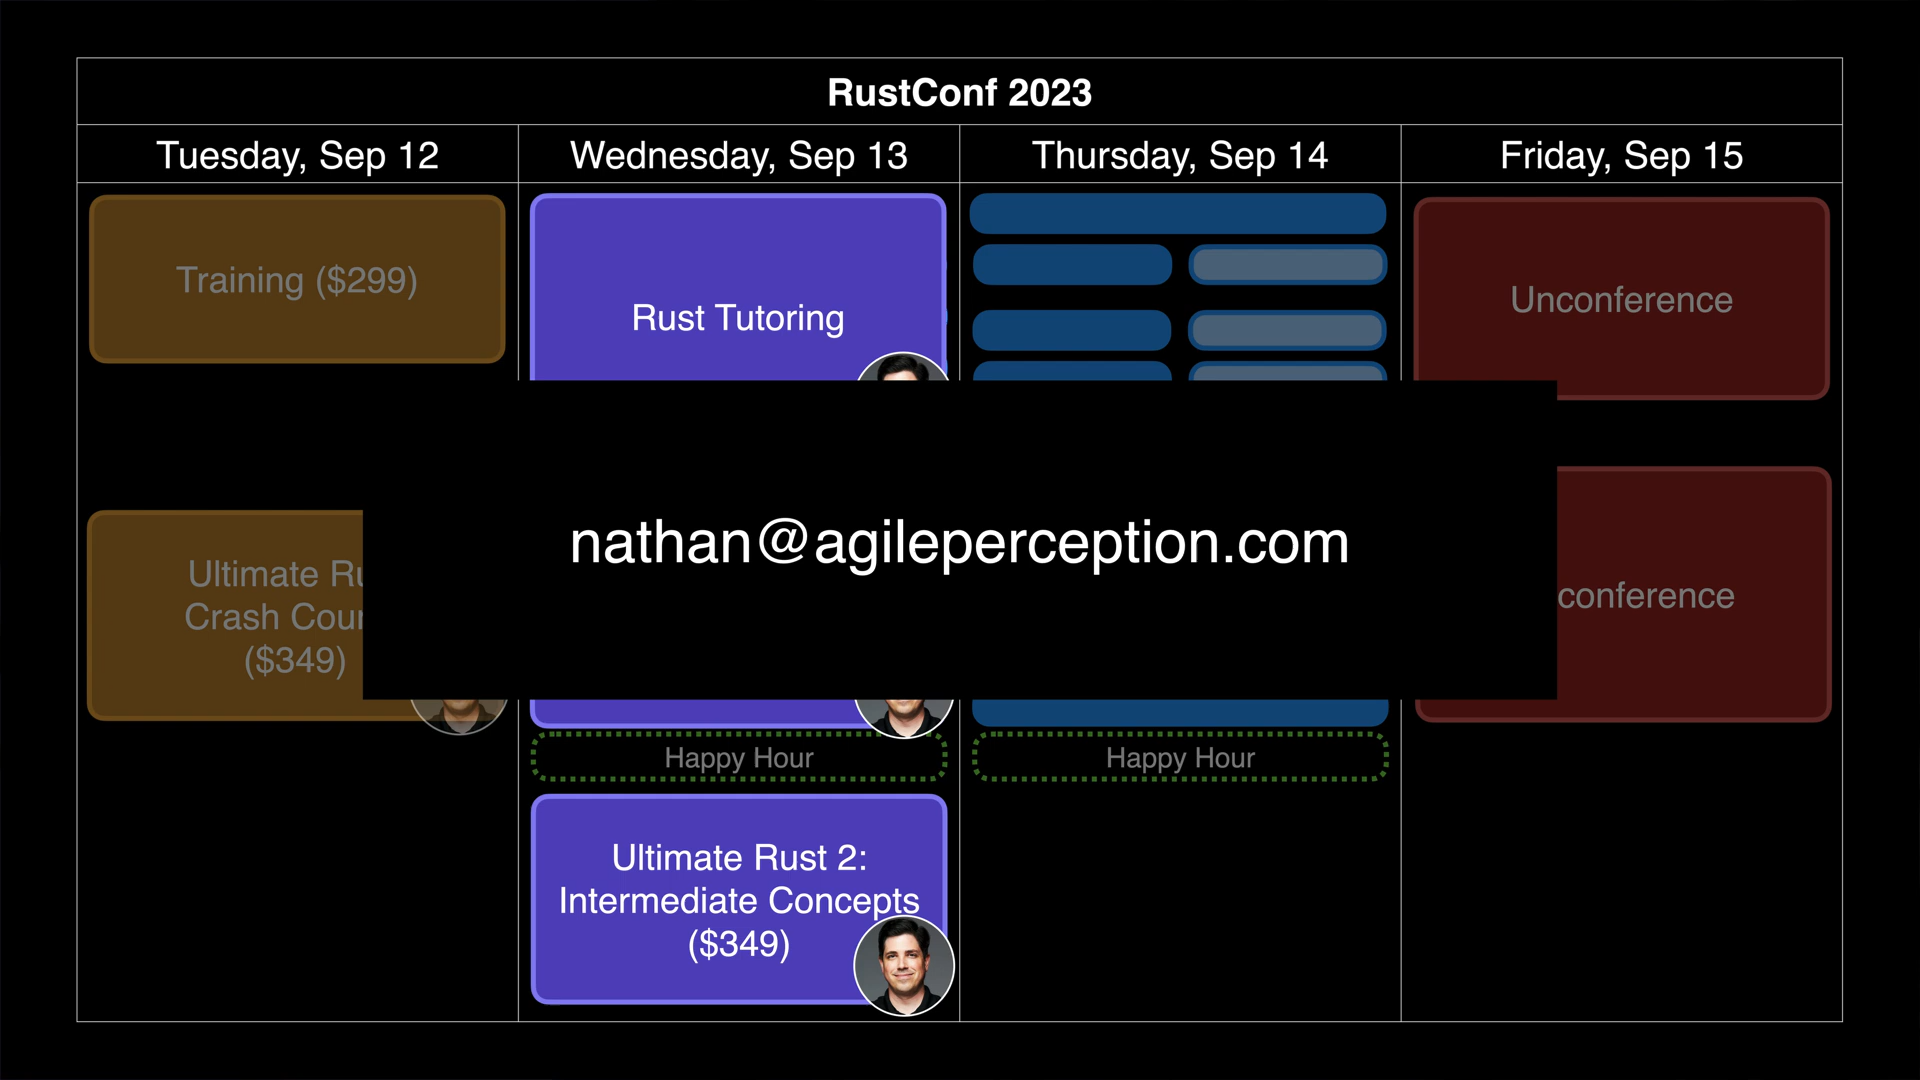 RustConf 2023
Tuesday, Sep 12
Wednesday, Sep 13
Thursday, Sep 14
Friday, Sep 15
Training ($299)
Rust Tutoring
Unconference
nathan@agileperception.com
Ultimate Ru
Crash Cour
($349)
conference
Happy Hour
Happy Hour
Ultimate Rust 2:
Intermediate Concepts
($349)